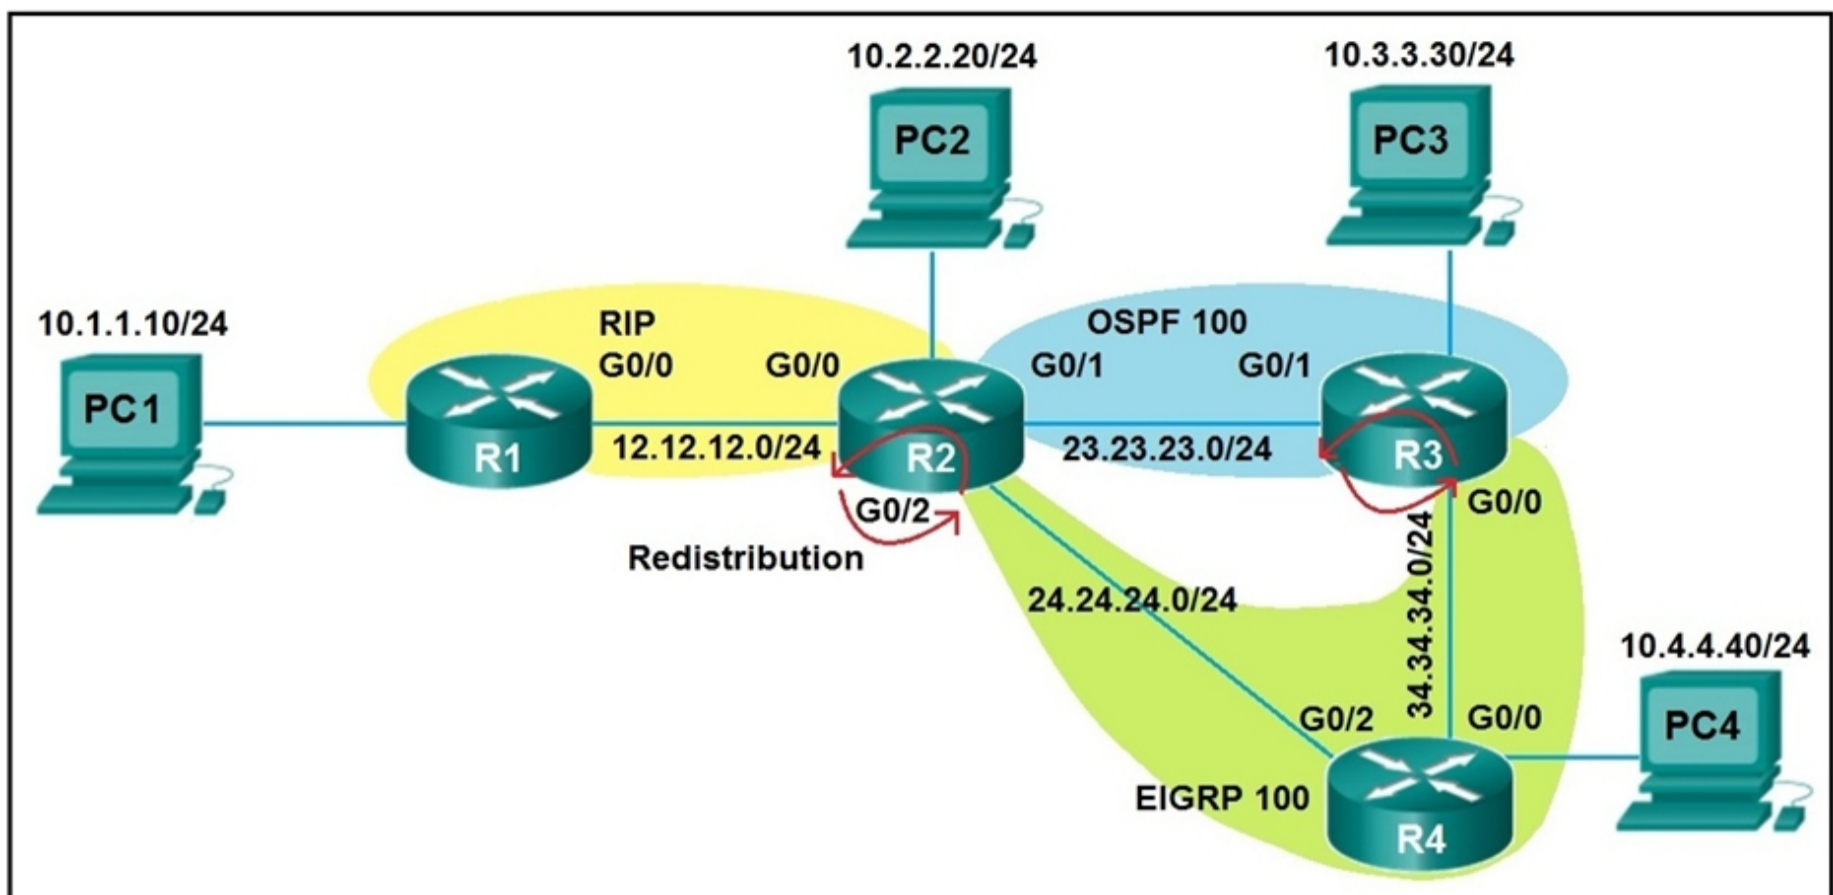 10.2.2.20/24
10.3.3.30/24
PC2
PC3
10.1.1.10/24
RIP
OSPF 100
G0/0
G0/0
G0/1
G0/1
PC1
12.12.12.0/24
23.23.23.0/24
R1
R2
R3
G0/2
G0/0
Redistribution
34.34.34.0/24
24.24.24.0/24
10.4.4.40/24
G0/2
G0/0
PC4
EIGRP 100
R4